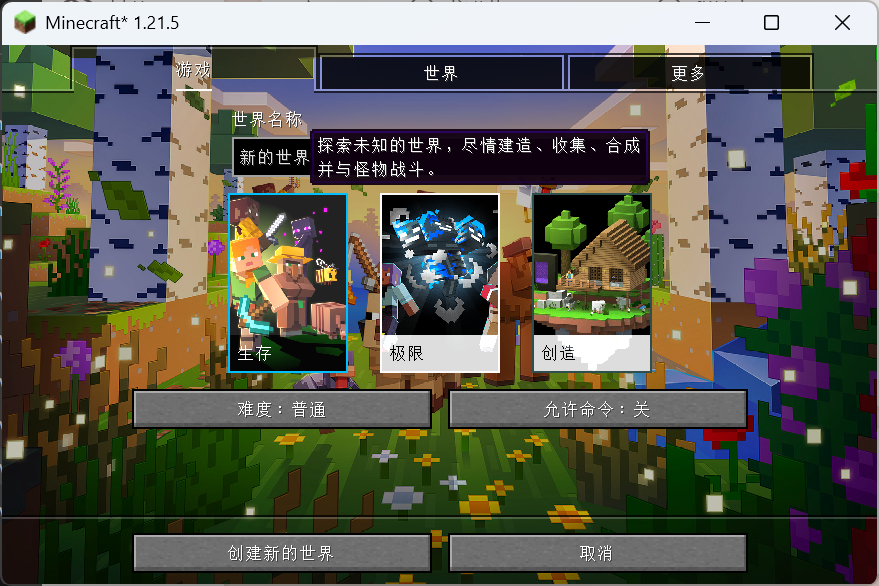 Minecraft* 1.21.5
游戏
世界
更多
世界名称
新的世界
探索未知的世界，尽情建造、收集、合成
并与怪物战斗。
生存
极限
创造
难度：普通
允许命令：关
创建新的世界
取消